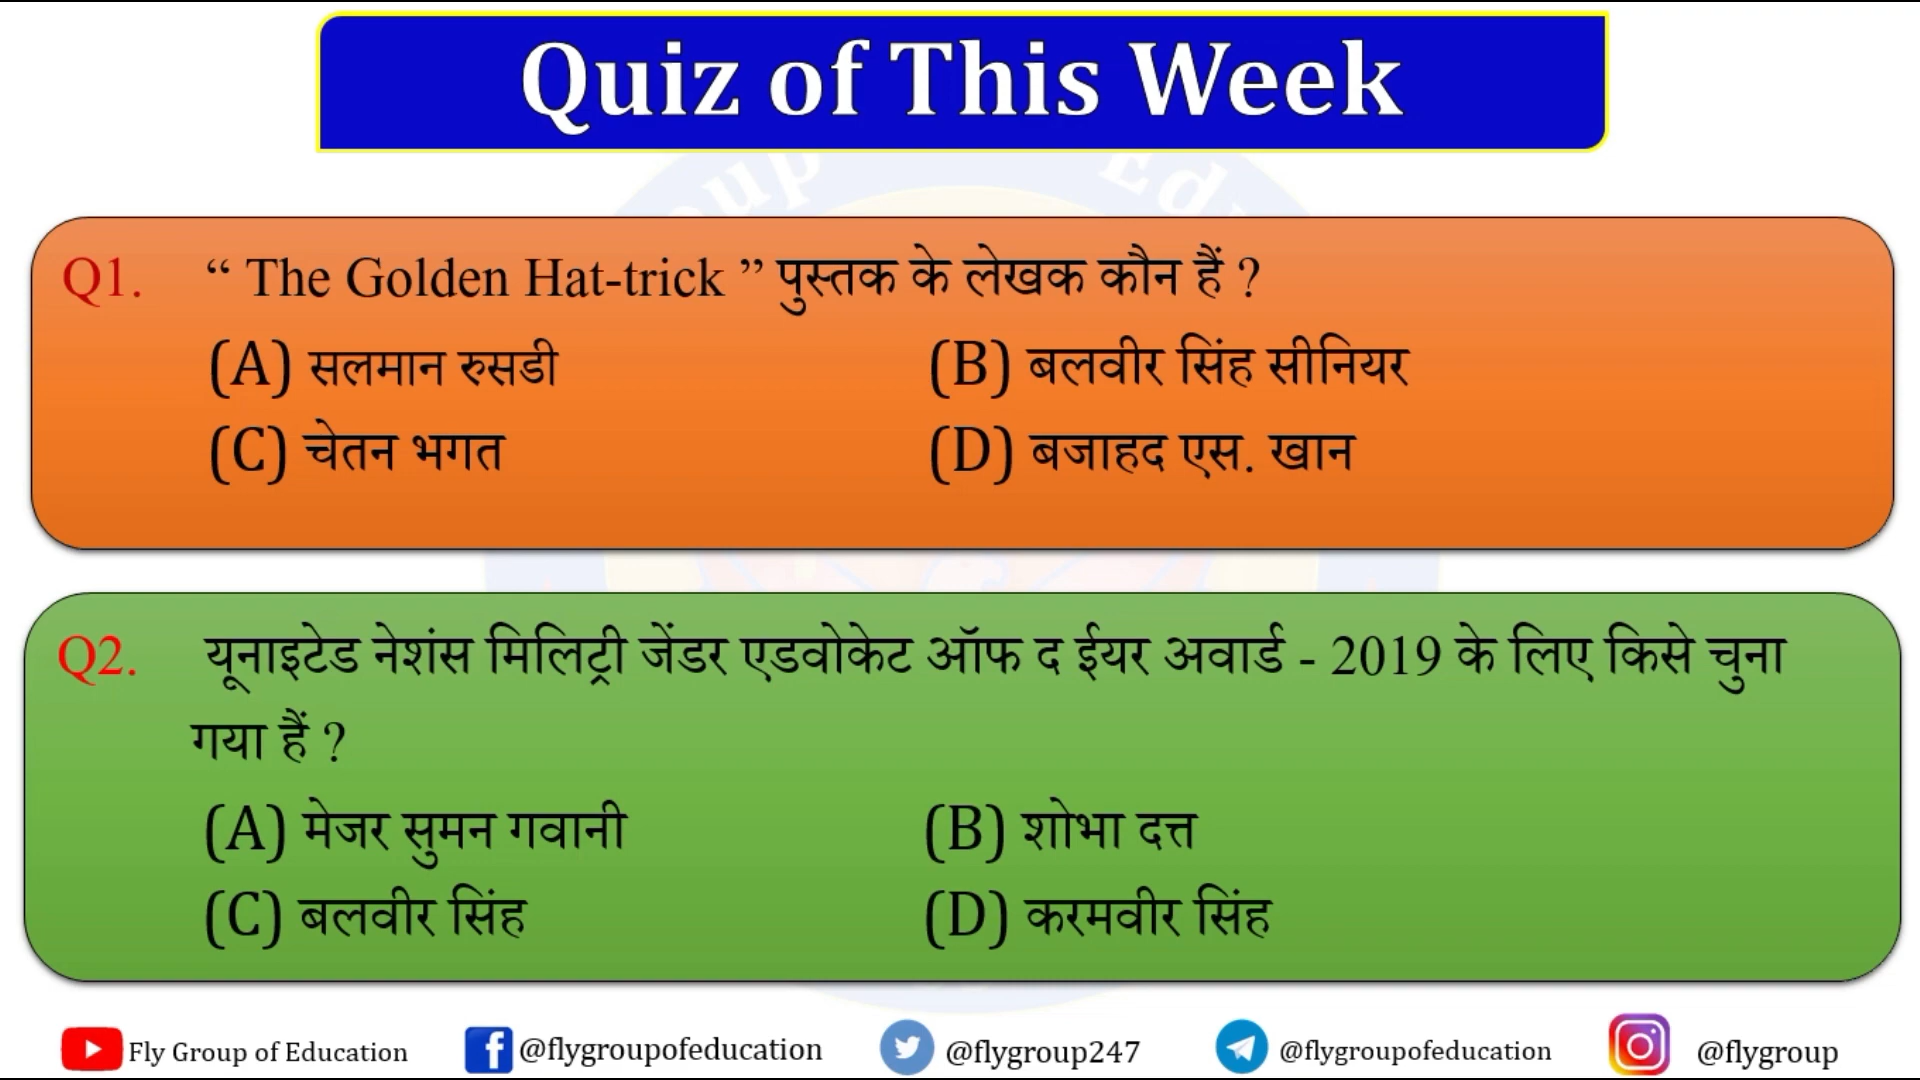 Quiz of This Week
Q1. “ The Golden Hat-trick ” पुस्तक के लेखक कौन हैं ?
(A) सलमान रुसडी (B) बलवीर सिंह सीनियर
(C) चेतन भगत (D) बजाहद एस. खान
Q2. यूनाइटेड नेशंस मिलिट्री जेंडर एडवोकेट ऑफ द ईयर अवार्ड - 2019 के लिए किसे चुना
गया हैं ?
(A) मेजर सुमन गवानी (B) शोभा दत्त
(C) बलवीर सिंह (D) करमवीर सिंह
Fly Group of Education @flygroupofeducation @flygroup247 @flygroupofeducation @flygroup